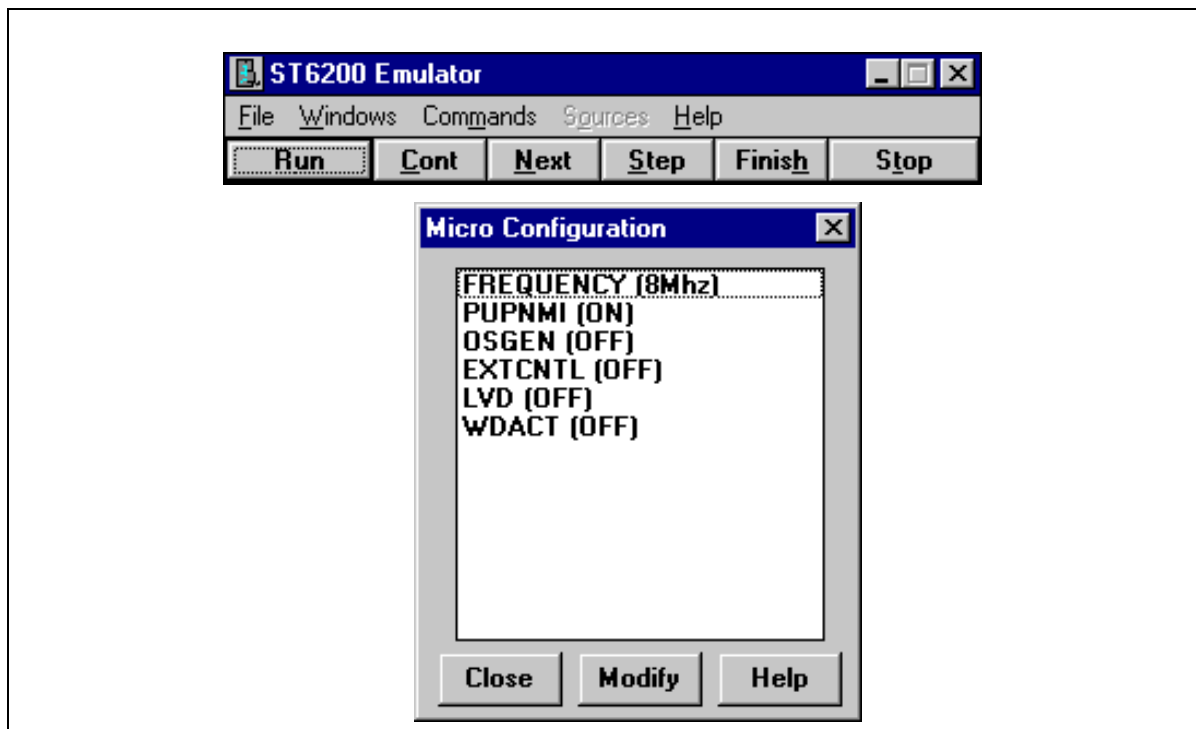 ST6200 Emulator
File Windows Commands Sources Help
Run Cont Next Step Finish Stop
Micro Configuration
FREQUENCY (8Mhz)
PUPNMI (ON)
OSGEN (OFF)
EXTCNTL (OFF)
LVD (OFF)
WDACT (OFF)
Close Modify Help